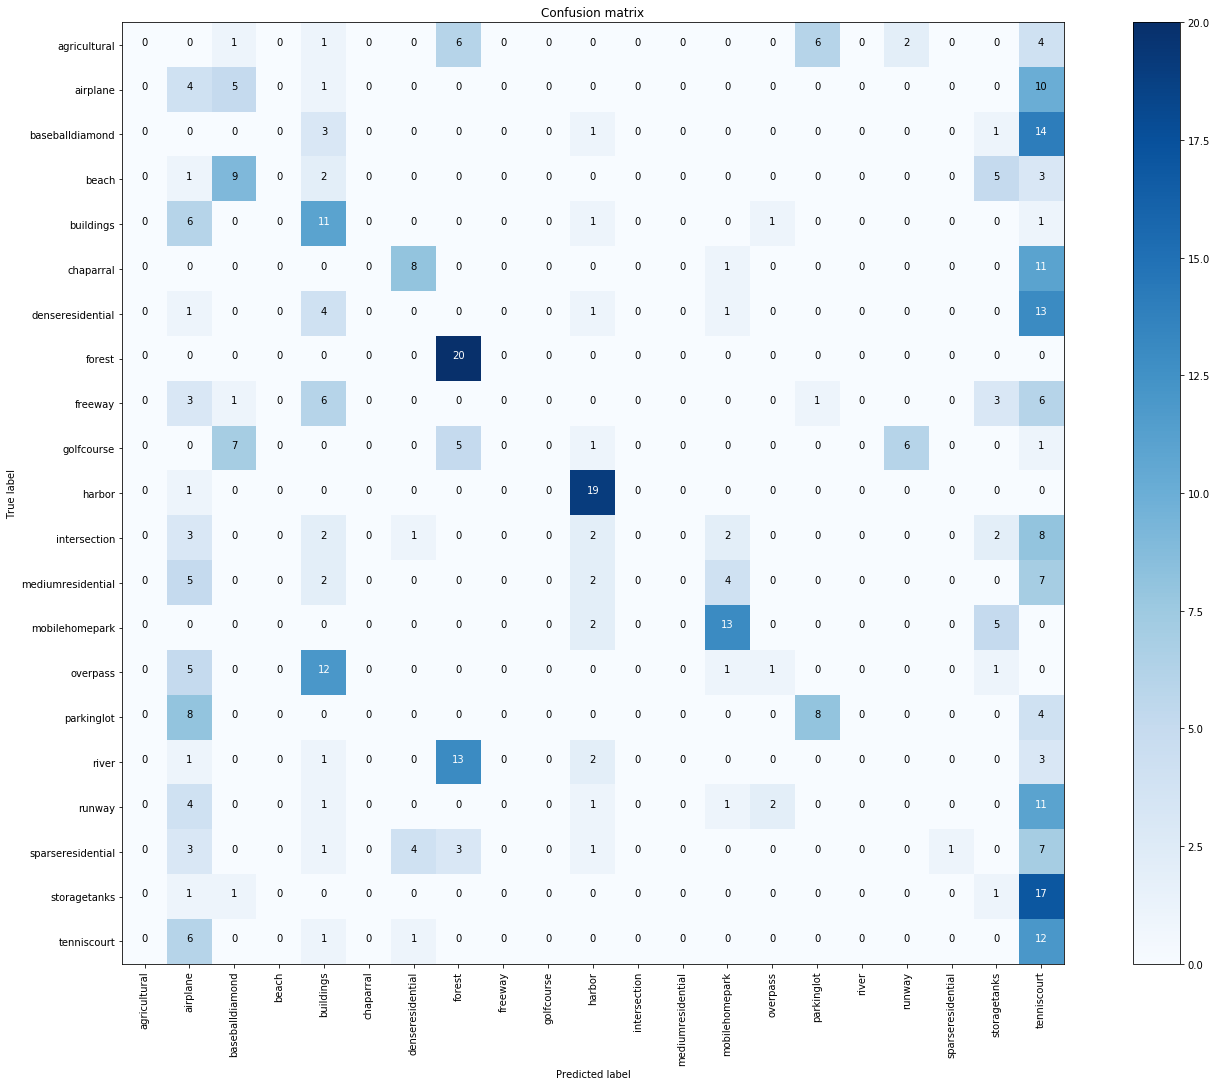 Confusion matrix
agricultural 0 0 1 0 1 0 0 6 0 0 0 0 0 0 0 6 0 2 0 0 4
airplane 0 4 5 0 1 0 0 0 0 0 0 0 0 0 0 0 0 0 0 0 10
baseballdiamond 0 0 0 0 3 0 0 0 0 0 1 0 0 0 0 0 0 0 0 1 14
beach 0 1 9 0 2 0 0 0 0 0 0 0 0 0 0 0 0 0 0 5 3
buildings 0 6 0 0 11 0 0 0 0 0 1 0 0 0 1 0 0 0 0 0 1
chaparral 0 0 0 0 0 0 8 0 0 0 0 0 0 1 0 0 0 0 0 0 11
denseresidential 0 1 0 0 4 0 0 0 0 0 1 0 0 1 0 0 0 0 0 0 13
forest 0 0 0 0 0 0 0 20 0 0 0 0 0 0 0 0 0 0 0 0 0
freeway 0 3 1 0 6 0 0 0 0 0 0 0 0 0 0 1 0 0 0 3 6
golfcourse 0 0 7 0 0 0 0 5 0 0 1 0 0 0 0 0 0 6 0 0 1
harbor 0 1 0 0 0 0 0 0 0 0 19 0 0 0 0 0 0 0 0 0 0
intersection 0 3 0 0 2 0 1 0 0 0 2 0 0 2 0 0 0 0 0 2 8
mediumresidential 0 5 0 0 2 0 0 0 0 0 2 0 0 4 0 0 0 0 0 0 7
mobilehomepark 0 0 0 0 0 0 0 0 0 0 2 0 0 13 0 0 0 0 0 5 0
overpass 0 5 0 0 12 0 0 0 0 0 0 0 0 1 1 0 0 0 0 1 0
parkinglot 0 8 0 0 0 0 0 0 0 0 0 0 0 0 0 8 0 0 0 0 4
river 0 1 0 0 1 0 0 13 0 0 2 0 0 0 0 0 0 0 0 0 3
runway 0 4 0 0 1 0 0 0 0 0 1 0 0 1 2 0 0 0 0 0 11
sparseresidential 0 3 0 0 1 0 4 3 0 0 1 0 0 0 0 0 0 0 1 0 7
storagetanks 0 1 1 0 0 0 0 0 0 0 0 0 0 0 0 0 0 0 0 1 17
tenniscourt 0 6 0 0 1 0 1 0 0 0 0 0 0 0 0 0 0 0 0 0 12
True label
agricultural
airplane
baseballdiamond
beach
buildings
chaparral
denseresidential
forest
freeway
golfcourse
harbor
intersection
mediumresidential
mobilehomepark
overpass
parkinglot
river
runway
sparseresidential
storagetanks
tenniscourt
Predicted label
20.0
17.5
15.0
12.5
10.0
7.5
5.0
2.5
0.0